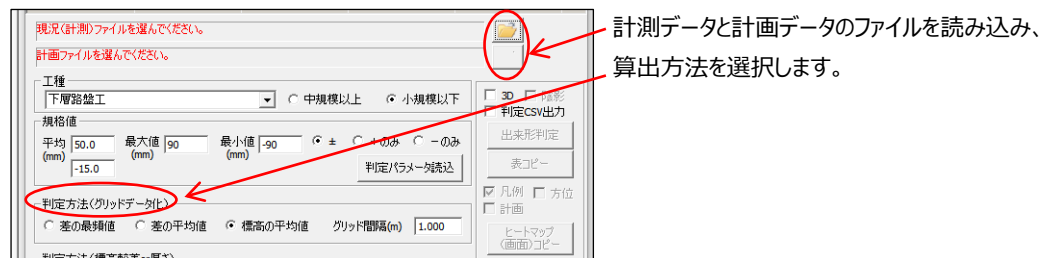 現況(計測)ファイルを選んでください。
計画ファイルを選んでください。
計測データと計画データのファイルを読み込み、
算出方法を選択します。
工種
下層路盤工 中規模以上 小規模以下
規格値
平均(mm) 50.0 最大値(mm) 90 最小値(mm) -90 ± +のみ -のみ
-15.0 判定パラメータ読込
判定方法(グリッドデータ化)
差の最頻値 差の平均値 標高の平均値 グリッド間隔(m) 1.000
3D 陰影
判定CSV出力
出来形判定
表コピー
凡例 方位
計画
ヒートマップ
(画面)コピー